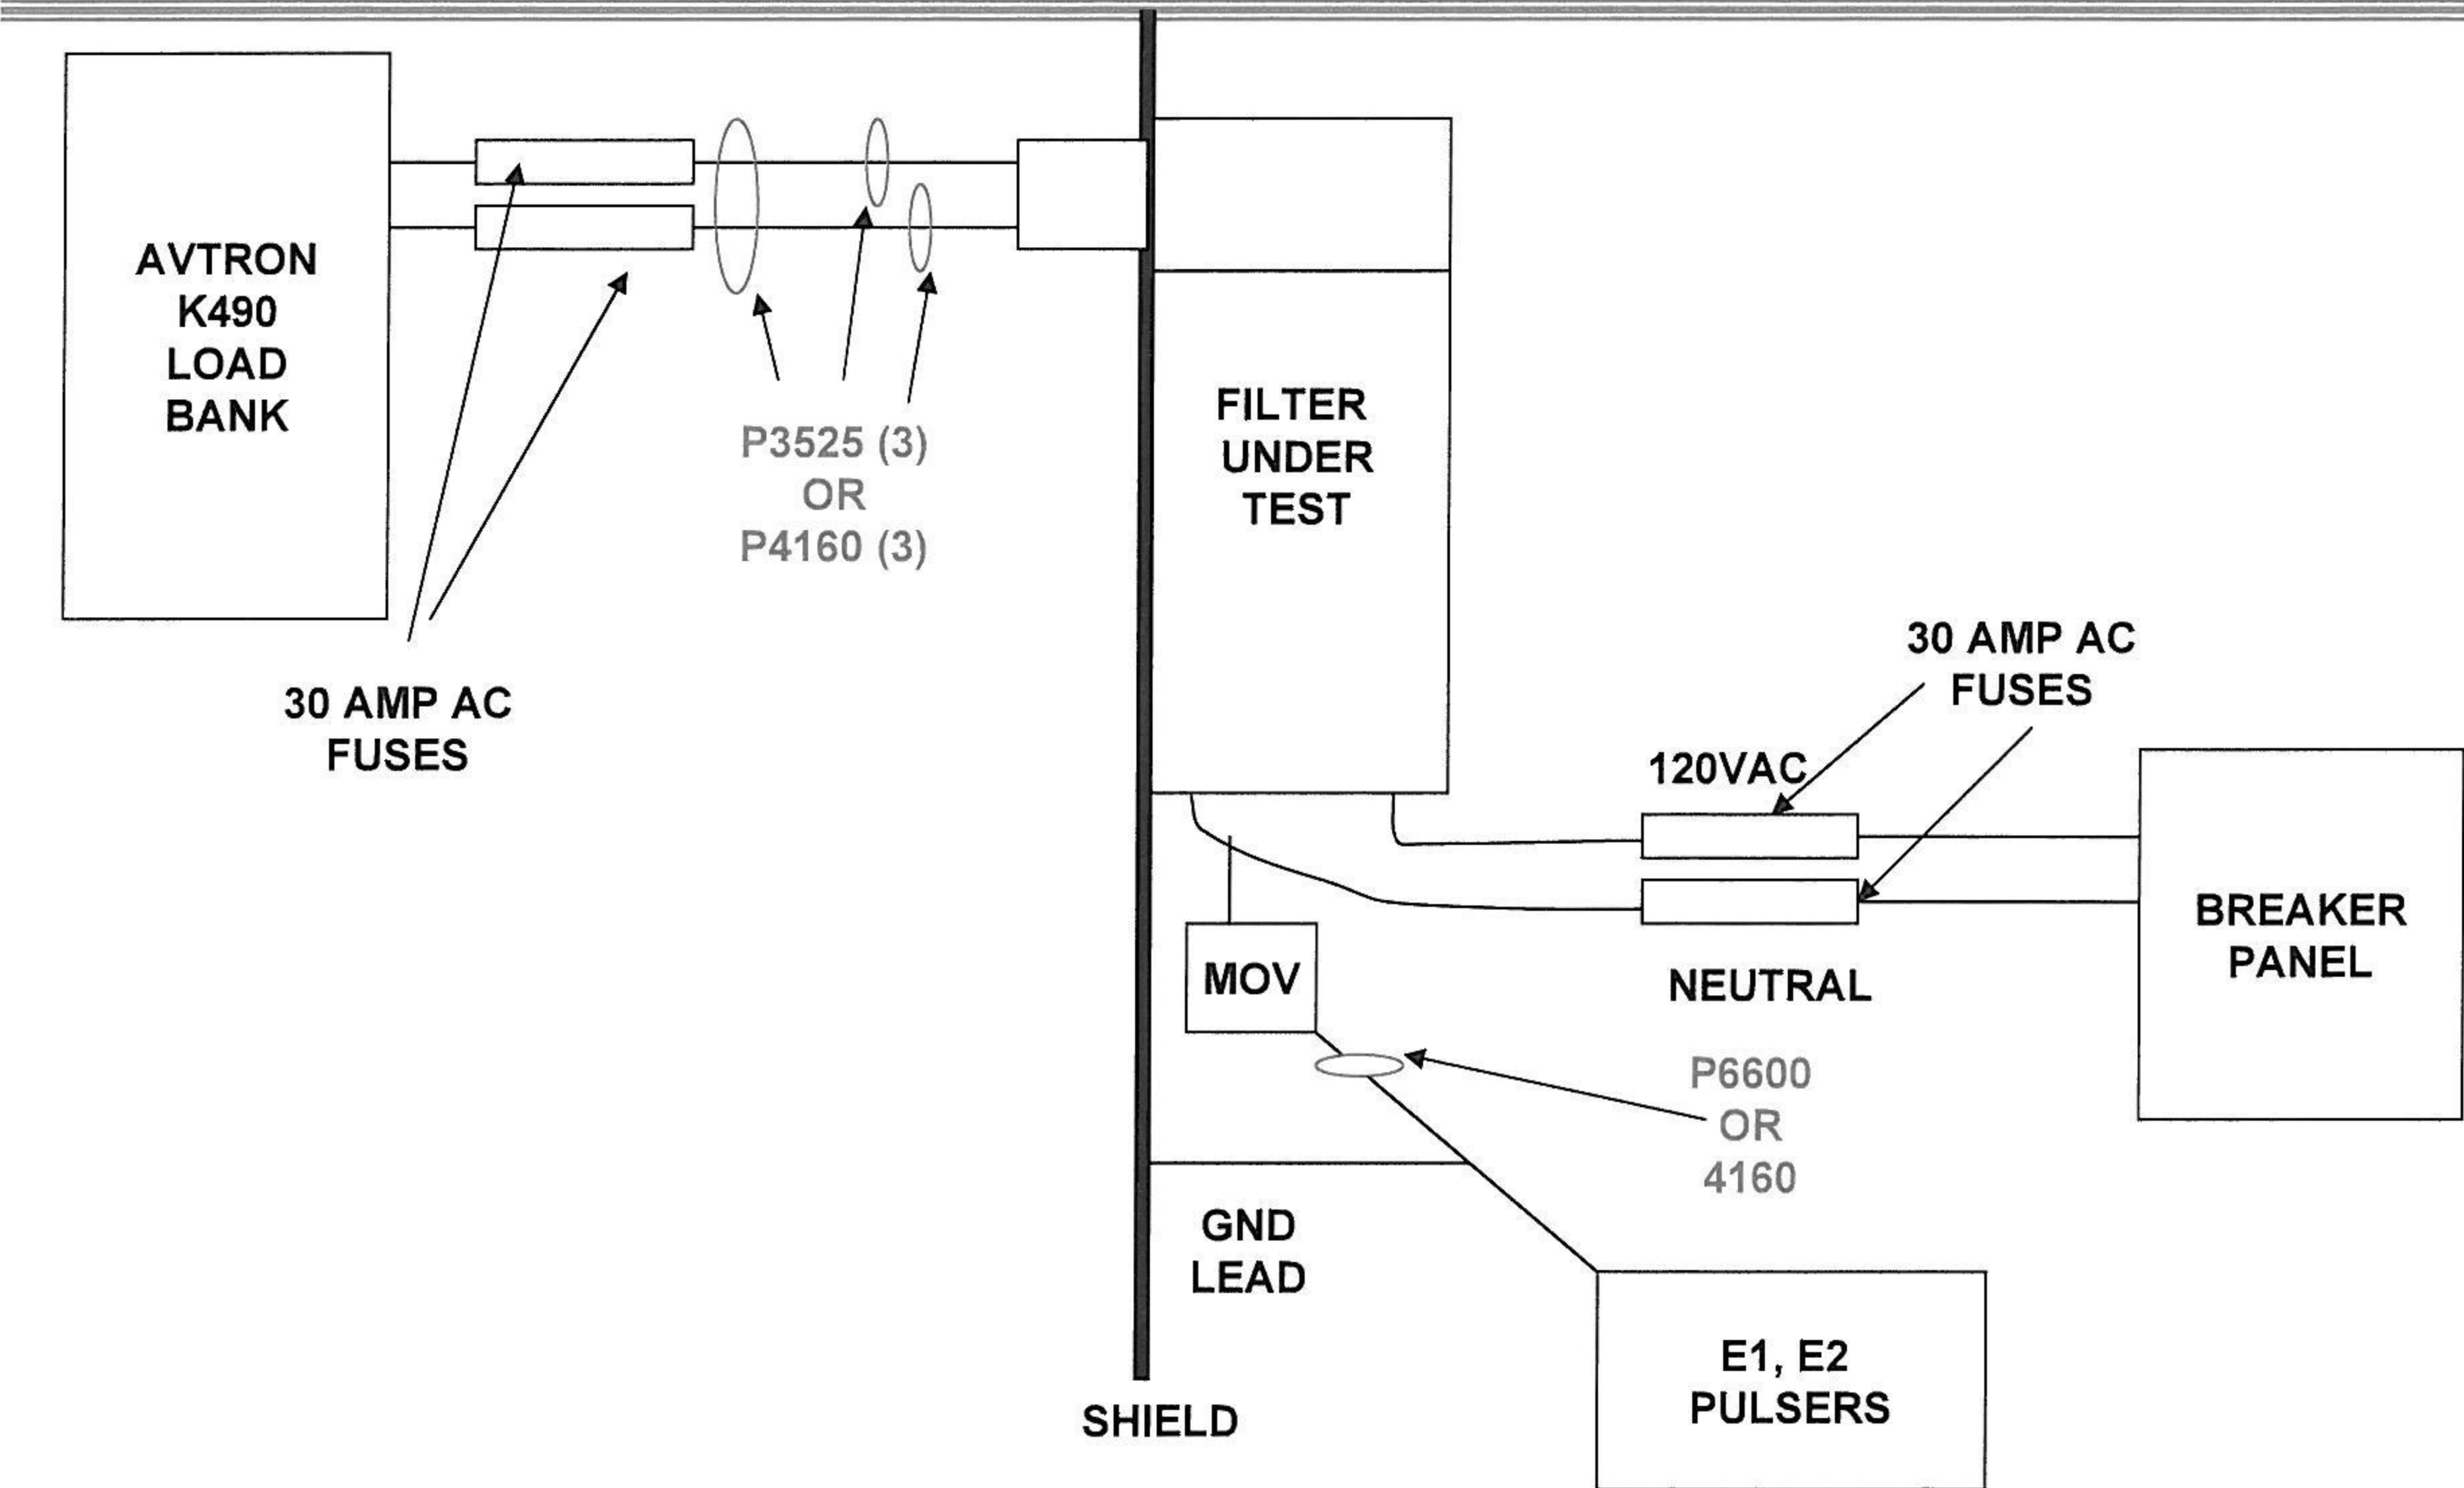 AVTRON
K490
LOAD
BANK
P3525 (3)
OR
P4160 (3)
30 AMP AC
FUSES
FILTER
UNDER
TEST
30 AMP AC
FUSES
120VAC
BREAKER
PANEL
MOV
NEUTRAL
P6600
OR
4160
GND
LEAD
E1, E2
PULSERS
SHIELD